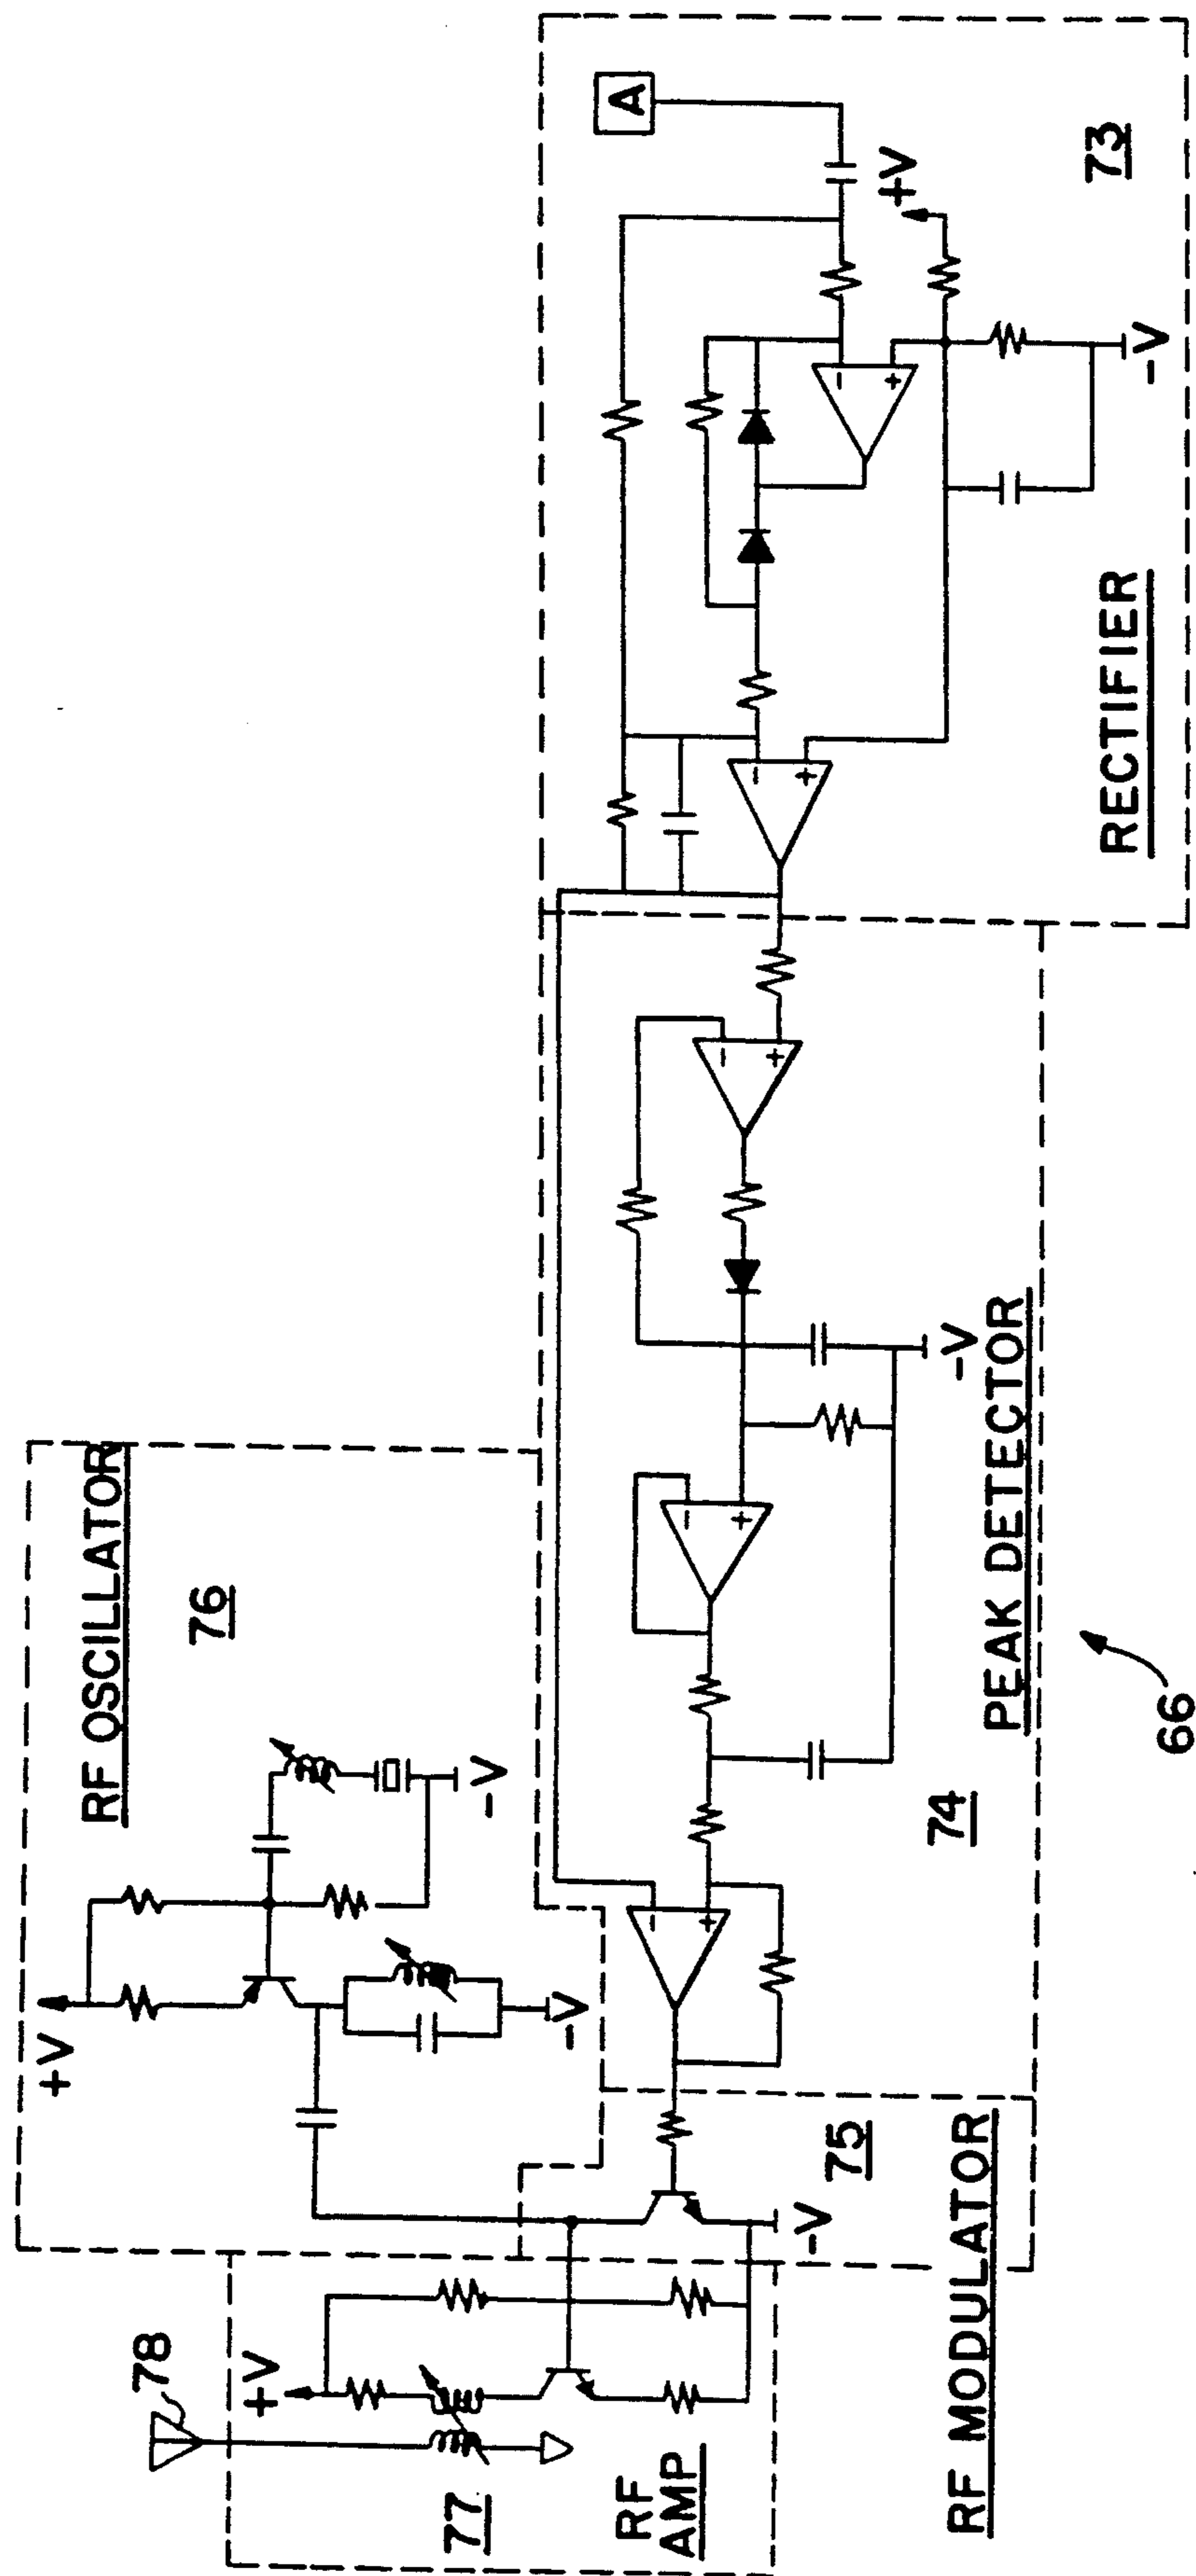 A
+V
73
-V
RECTIFIER
-
+
-
+
-
+
-V
PEAK DETECTOR
-
+
74
-
+
66
RF OSCILLATOR
76
-V
+V
-V
75
-V
RF MODULATOR
78
+V
77
RF
AMP